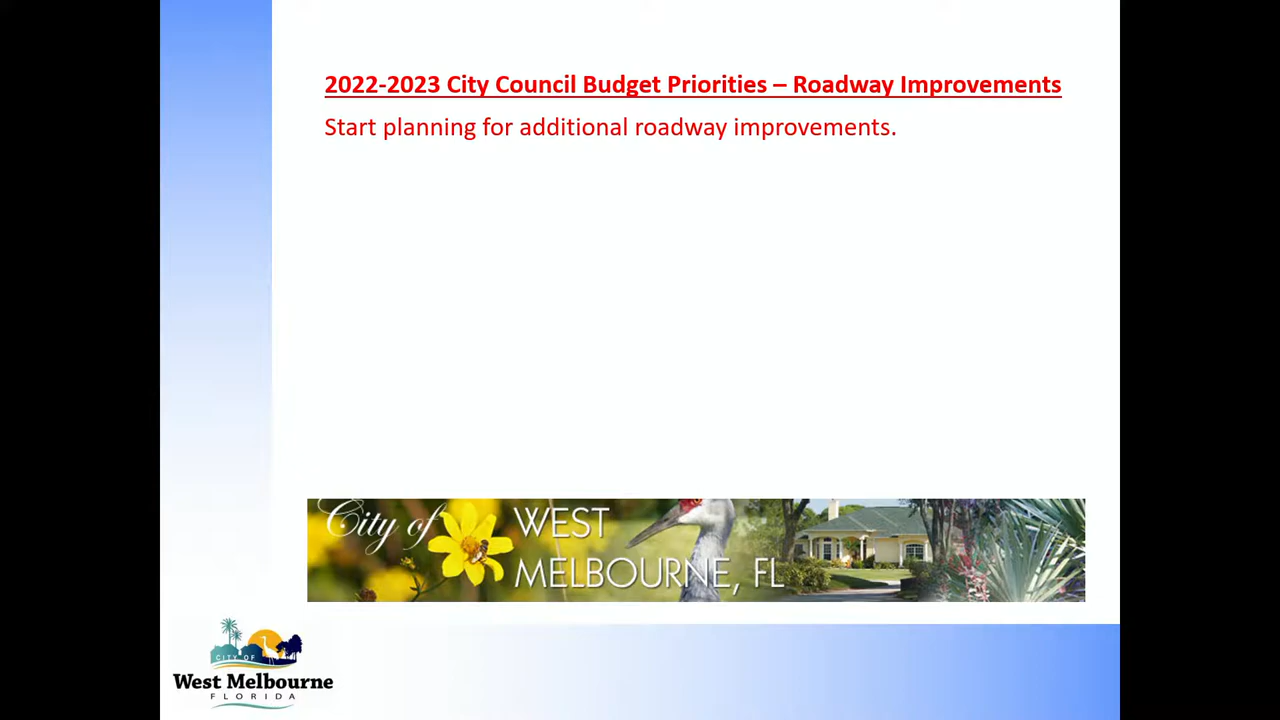 2022-2023 City Council Budget Priorities – Roadway Improvements
Start planning for additional roadway improvements.
City of WEST
MELBOURNE, FL
CITY OF
West Melbourne
FLORIDA